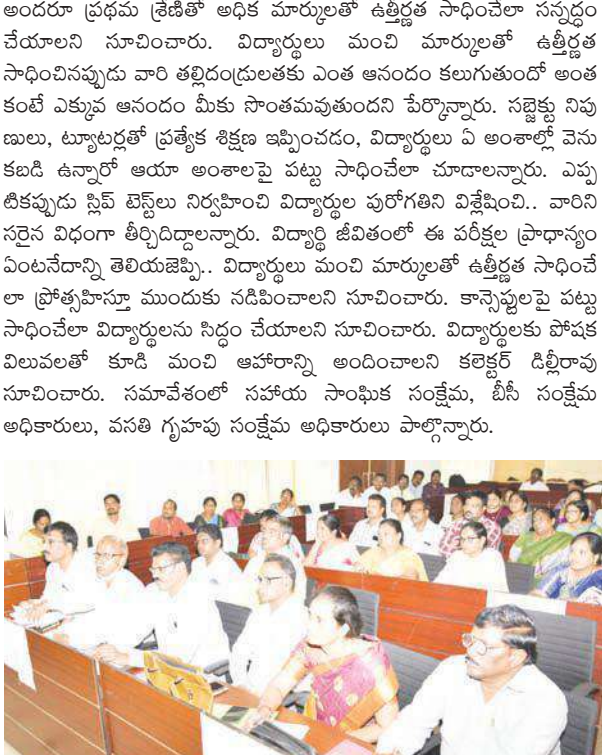 అందరూ ప్రథమ శ్రేణితో అధిక మార్కులతో ఉత్తీర్ణత సాధించేలా సన్నద్ధం
చేయాలని సూచించారు. విద్యార్థులు మంచి మార్కులతో ఉత్తీర్ణత
సాధించినప్పుడు వారి తల్లిదండ్రులతకు ఎంత ఆనందం కలుగుతుందో అంత
కంటే ఎక్కువ ఆనందం మీకు సొంతమవుతుందని పేర్కొన్నారు. సబ్జెక్టు నిపు
ణులు, ట్యూటర్లతో ప్రత్యేక శిక్షణ ఇప్పించడం, విద్యార్థులు ఏ అంశాల్లో వెను
కబడి ఉన్నారో ఆయా అంశాలపై పట్టు సాధించేలా చూడాలన్నారు. ఎప్ప
టికప్పుడు స్లిప్ టెస్ట్‌లు నిర్వహించి విద్యార్థుల పురోగతిని విశ్లేషించి.. వారిని
సరైన విధంగా తీర్చిదిద్దాలన్నారు. విద్యార్థి జీవితంలో ఈ పరీక్షల ప్రాధాన్యం
ఏంటనేదాన్ని తెలియజెప్పి.. విద్యార్థులు మంచి మార్కులతో ఉత్తీర్ణత సాధించే
లా ప్రోత్సహిస్తూ ముందుకు నడిపించాలని సూచించారు. కాన్సెప్టులపై పట్టు
సాధించేలా విద్యార్థులను సిద్ధం చేయాలని సూచించారు. విద్యార్థులకు పోషక
విలువలతో కూడి మంచి ఆహారాన్ని అందించాలని కలెక్టర్ డిల్లీరావు
సూచించారు. సమావేశంలో సహాయ సాంఘిక సంక్షేమ, బీసీ సంక్షేమ
అధికారులు, వసతి గృహపు సంక్షేమ అధికారులు పాల్గొన్నారు.